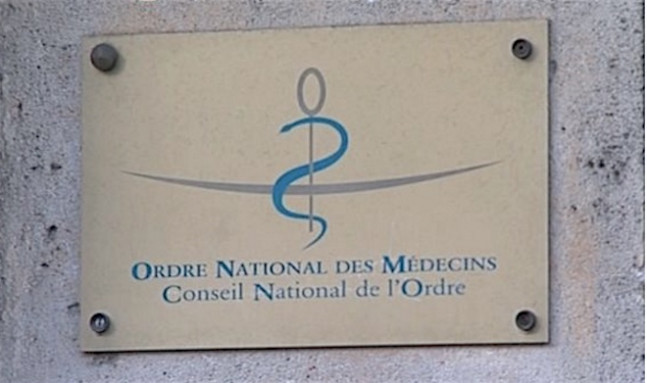 Ordre National des Médecins
Conseil National de l'Ordre